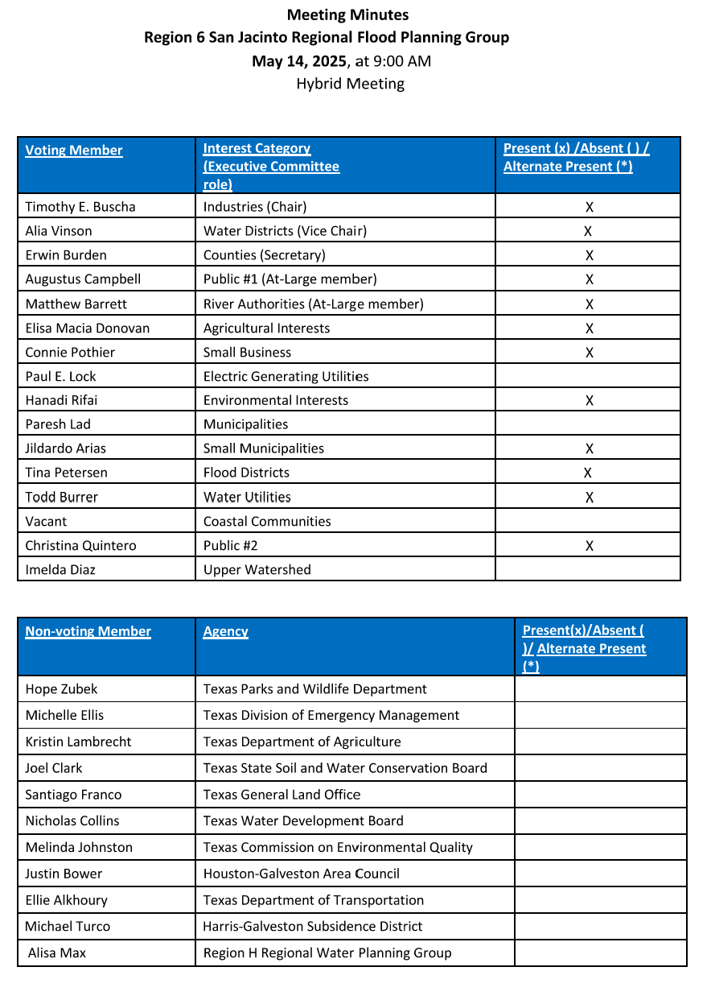 Meeting Minutes
Region 6 San Jacinto Regional Flood Planning Group
May 14, 2025, at 9:00 AM
Hybrid Meeting
Voting Member Interest Category (Executive Committee role) Present (x) /Absent ( ) / Alternate Present (*)
Timothy E. Buscha Industries (Chair) X
Alia Vinson Water Districts (Vice Chair) X
Erwin Burden Counties (Secretary) X
Augustus Campbell Public #1 (At-Large member) X
Matthew Barrett River Authorities (At-Large member) X
Elisa Macia Donovan Agricultural Interests X
Connie Pothier Small Business X
Paul E. Lock Electric Generating Utilities
Hanadi Rifai Environmental Interests X
Paresh Lad Municipalities
Jildardo Arias Small Municipalities X
Tina Petersen Flood Districts X
Todd Burrer Water Utilities X
Vacant Coastal Communities
Christina Quintero Public #2 X
Imelda Diaz Upper Watershed
Non-voting Member Agency Present(x)/Absent ( )/ Alternate Present (*)
Hope Zubek Texas Parks and Wildlife Department
Michelle Ellis Texas Division of Emergency Management
Kristin Lambrecht Texas Department of Agriculture
Joel Clark Texas State Soil and Water Conservation Board
Santiago Franco Texas General Land Office
Nicholas Collins Texas Water Development Board
Melinda Johnston Texas Commission on Environmental Quality
Justin Bower Houston-Galveston Area Council
Ellie Alkhoury Texas Department of Transportation
Michael Turco Harris-Galveston Subsidence District
Alisa Max Region H Regional Water Planning Group